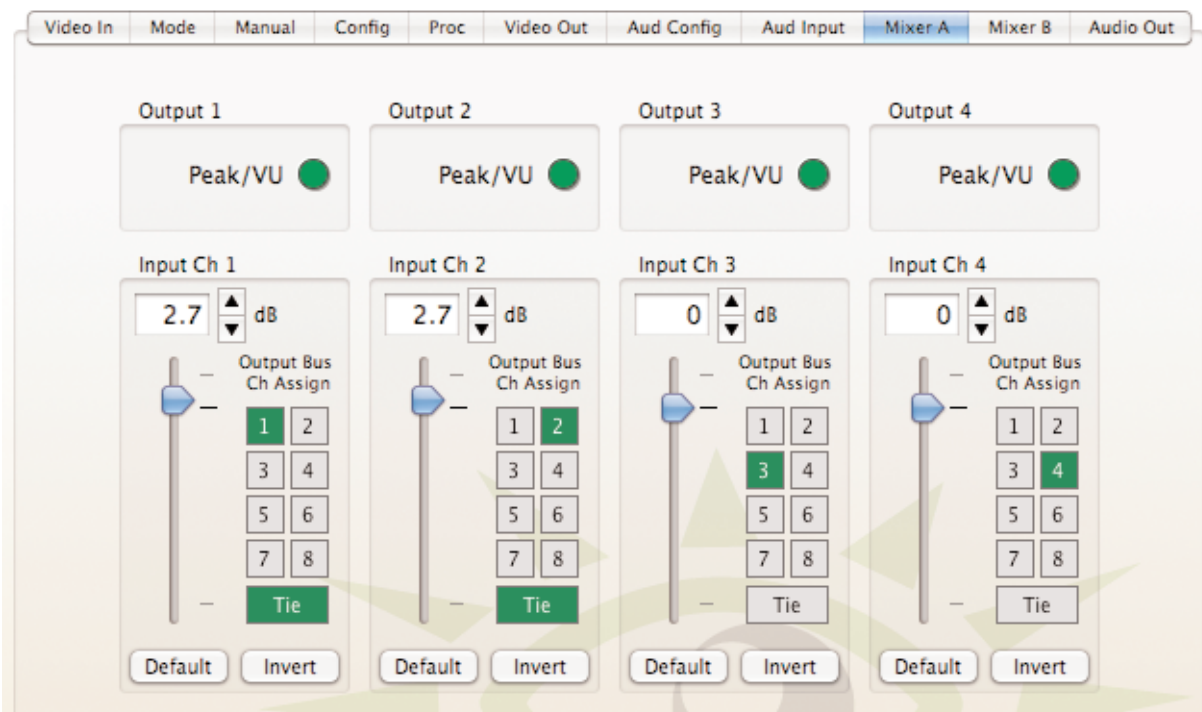 Video In Mode Manual Config Proc Video Out Aud Config Aud Input Mixer A Mixer B Audio Out
Output 1 Output 2 Output 3 Output 4
Peak/VU Peak/VU Peak/VU Peak/VU
Input Ch 1 Input Ch 2 Input Ch 3 Input Ch 4
2.7 dB 2.7 dB 0 dB 0 dB
Output Bus Output Bus Output Bus Output Bus
Ch Assign Ch Assign Ch Assign Ch Assign
1 2 1 2 1 2 1 2
3 4 3 4 3 4 3 4
5 6 5 6 5 6 5 6
7 8 7 8 7 8 7 8
Tie Tie Tie Tie
Default Invert Default Invert Default Invert Default Invert